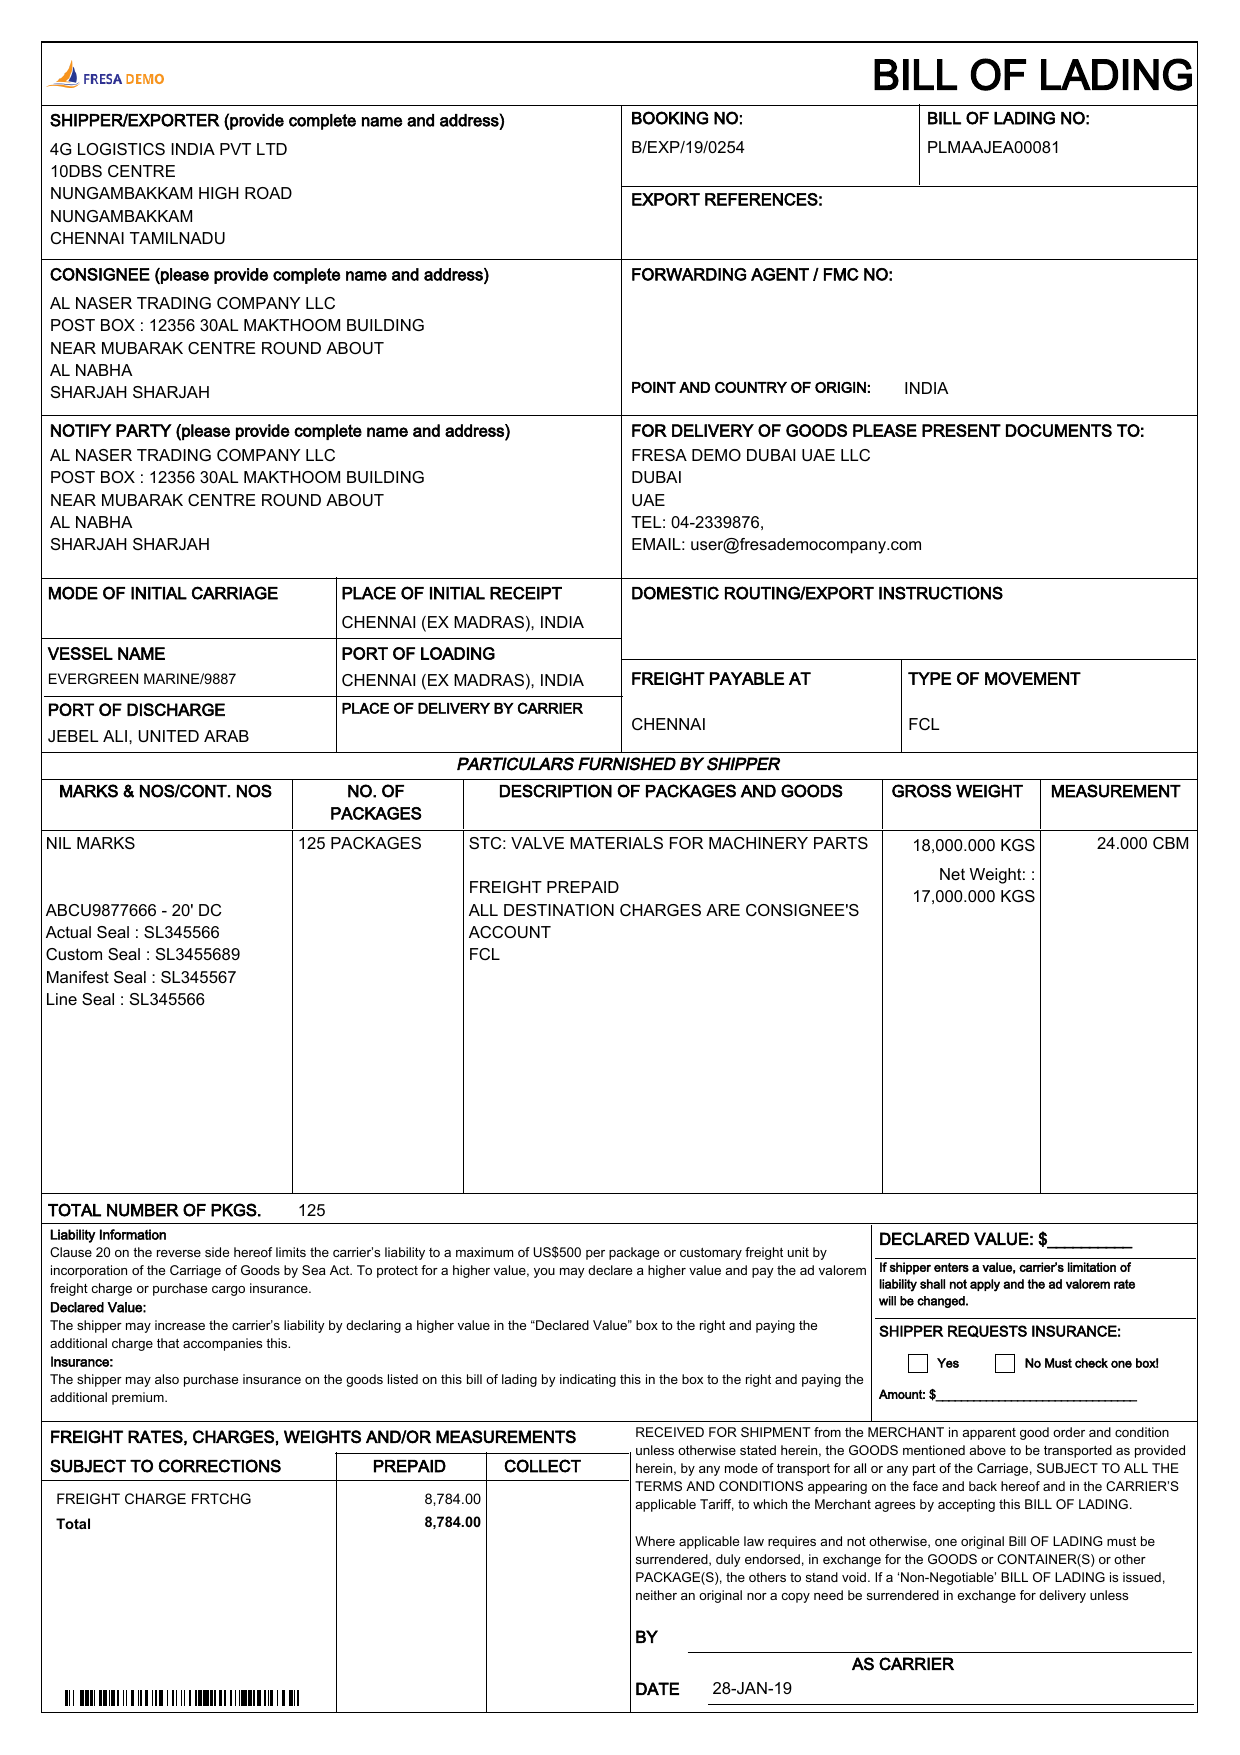 FRESA DEMO
BILL OF LADING
SHIPPER/EXPORTER (provide complete name and address)
4G LOGISTICS INDIA PVT LTD
10DBS CENTRE
NUNGAMBAKKAM HIGH ROAD
NUNGAMBAKKAM
CHENNAI TAMILNADU
BOOKING NO:
B/EXP/19/0254
BILL OF LADING NO:
PLMAAJEA00081
EXPORT REFERENCES:
CONSIGNEE (please provide complete name and address)
AL NASER TRADING COMPANY LLC
POST BOX : 12356 30AL MAKTHOOM BUILDING
NEAR MUBARAK CENTRE ROUND ABOUT
AL NABHA
SHARJAH SHARJAH
FORWARDING AGENT / FMC NO:
POINT AND COUNTRY OF ORIGIN: INDIA
NOTIFY PARTY (please provide complete name and address)
AL NASER TRADING COMPANY LLC
POST BOX : 12356 30AL MAKTHOOM BUILDING
NEAR MUBARAK CENTRE ROUND ABOUT
AL NABHA
SHARJAH SHARJAH
FOR DELIVERY OF GOODS PLEASE PRESENT DOCUMENTS TO:
FRESA DEMO DUBAI UAE LLC
DUBAI
UAE
TEL: 04-2339876,
EMAIL: user@fresademocompany.com
MODE OF INITIAL CARRIAGE
PLACE OF INITIAL RECEIPT
CHENNAI (EX MADRAS), INDIA
DOMESTIC ROUTING/EXPORT INSTRUCTIONS
VESSEL NAME
EVERGREEN MARINE/9887
PORT OF LOADING
CHENNAI (EX MADRAS), INDIA
FREIGHT PAYABLE AT
CHENNAI
TYPE OF MOVEMENT
FCL
PORT OF DISCHARGE
JEBEL ALI, UNITED ARAB
PLACE OF DELIVERY BY CARRIER
PARTICULARS FURNISHED BY SHIPPER
MARKS & NOS/CONT. NOS
NO. OF
PACKAGES
DESCRIPTION OF PACKAGES AND GOODS
GROSS WEIGHT
MEASUREMENT
NIL MARKS
ABCU9877666 - 20' DC
Actual Seal : SL345566
Custom Seal : SL3455689
Manifest Seal : SL345567
Line Seal : SL345566
125 PACKAGES
STC: VALVE MATERIALS FOR MACHINERY PARTS
FREIGHT PREPAID
ALL DESTINATION CHARGES ARE CONSIGNEE'S
ACCOUNT
FCL
18,000.000 KGS
Net Weight: :
17,000.000 KGS
24.000 CBM
TOTAL NUMBER OF PKGS. 125
Liability Information
Clause 20 on the reverse side hereof limits the carrier’s liability to a maximum of US$500 per package or customary freight unit by
incorporation of the Carriage of Goods by Sea Act. To protect for a higher value, you may declare a higher value and pay the ad valorem
freight charge or purchase cargo insurance.
Declared Value:
The shipper may increase the carrier’s liability by declaring a higher value in the “Declared Value” box to the right and paying the
additional charge that accompanies this.
Insurance:
The shipper may also purchase insurance on the goods listed on this bill of lading by indicating this in the box to the right and paying the
additional premium.
DECLARED VALUE: $_________
If shipper enters a value, carrier’s limitation of
liability shall not apply and the ad valorem rate
will be changed.
SHIPPER REQUESTS INSURANCE:
Yes
No Must check one box!
Amount: $____________________________
FREIGHT RATES, CHARGES, WEIGHTS AND/OR MEASUREMENTS
SUBJECT TO CORRECTIONS PREPAID COLLECT
FREIGHT CHARGE FRTCHG 8,784.00
Total 8,784.00
RECEIVED FOR SHIPMENT from the MERCHANT in apparent good order and condition
unless otherwise stated herein, the GOODS mentioned above to be transported as provided
herein, by any mode of transport for all or any part of the Carriage, SUBJECT TO ALL THE
TERMS AND CONDITIONS appearing on the face and back hereof and in the CARRIER’S
applicable Tariff, to which the Merchant agrees by accepting this BILL OF LADING.
Where applicable law requires and not otherwise, one original Bill OF LADING must be
surrendered, duly endorsed, in exchange for the GOODS or CONTAINER(S) or other
PACKAGE(S), the others to stand void. If a ‘Non-Negotiable’ BILL OF LADING is issued,
neither an original nor a copy need be surrendered in exchange for delivery unless
BY
AS CARRIER
DATE 28-JAN-19